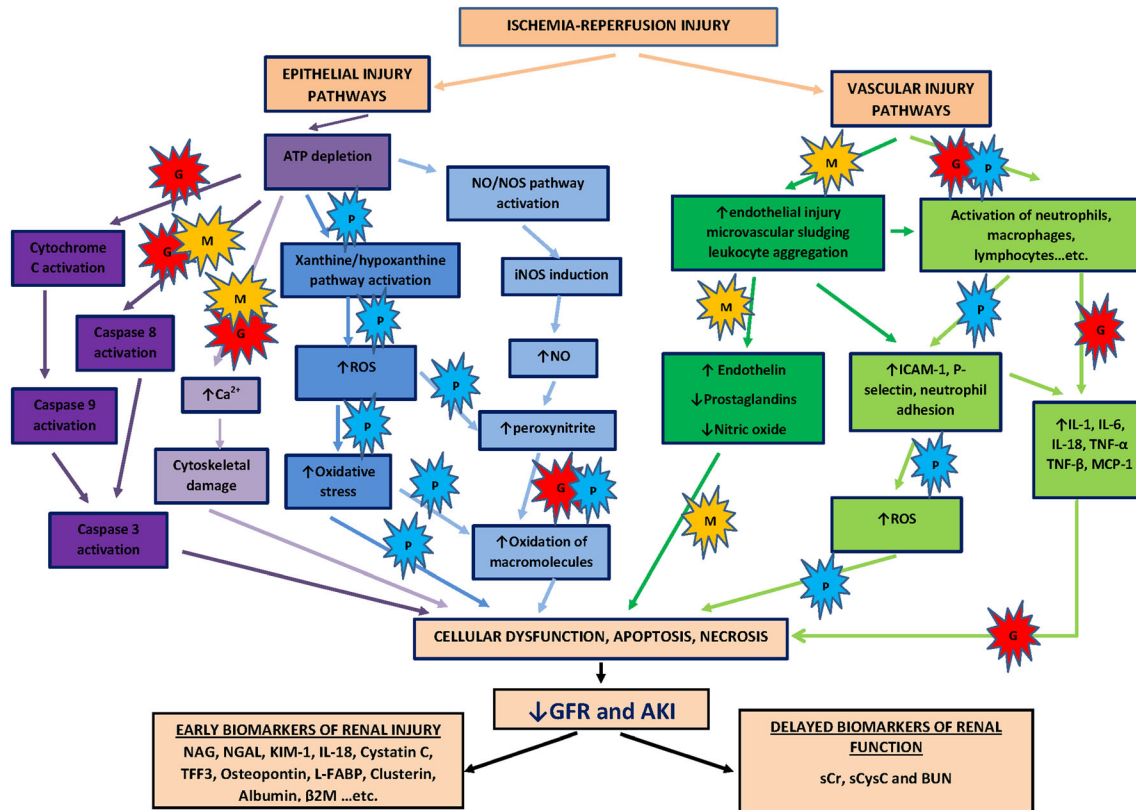 ISCHEMIA-REPERFUSION INJURY
EPITHELIAL INJURY
PATHWAYS
VASCULAR INJURY
PATHWAYS
ATP depletion
G
M
G
P
NO/NOS pathway
activation
P
Cytochrome
C activation
G
M
Xanthine/hypoxanthine
pathway activation
iNOS induction
↑endothelial injury
microvascular sludging
leukocyte aggregation
Activation of neutrophils,
macrophages,
lymphocytes...etc.
M
G
P
M
P
G
Caspase 8
activation
↑ROS
↑NO
↑Ca2+
P
↑ Endothelin
↓Prostaglandins
↓Nitric oxide
↑ICAM-1, P-
selectin, neutrophil
adhesion
Caspase 9
activation
P
↑peroxynitrite
↑IL-1, IL-6,
IL-18, TNF-α
TNF-β, MCP-1
Cytoskeletal
damage
↑Oxidative
stress
P
G
P
P
M
Caspase 3
activation
P
↑Oxidation of
macromolecules
↑ROS
P
G
CELLULAR DYSFUNCTION, APOPTOSIS, NECROSIS
↓GFR and AKI
EARLY BIOMARKERS OF RENAL INJURY
NAG, NGAL, KIM-1, IL-18, Cystatin C,
TFF3, Osteopontin, L-FABP, Clusterin,
Albumin, β2M ...etc.
DELAYED BIOMARKERS OF RENAL
FUNCTION
sCr, sCysC and BUN